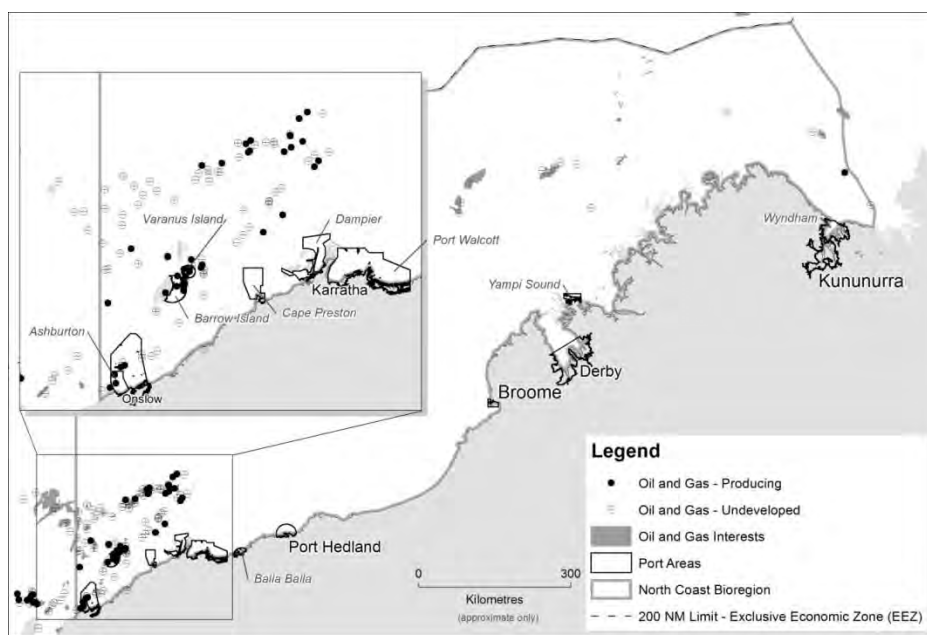 Varanus Island
Dampier
Port Walcott
Karratha
Barrow Island
Cape Preston
Ashburton
Onslow
Wyndham
Kununurra
Yampi Sound
Derby
Broome
Port Hedland
Balla Balla
0 300
Kilometres
(approximate only)
Legend
Oil and Gas - Producing
Oil and Gas - Undeveloped
Oil and Gas Interests
Port Areas
North Coast Bioregion
200 NM Limit - Exclusive Economic Zone (EEZ)